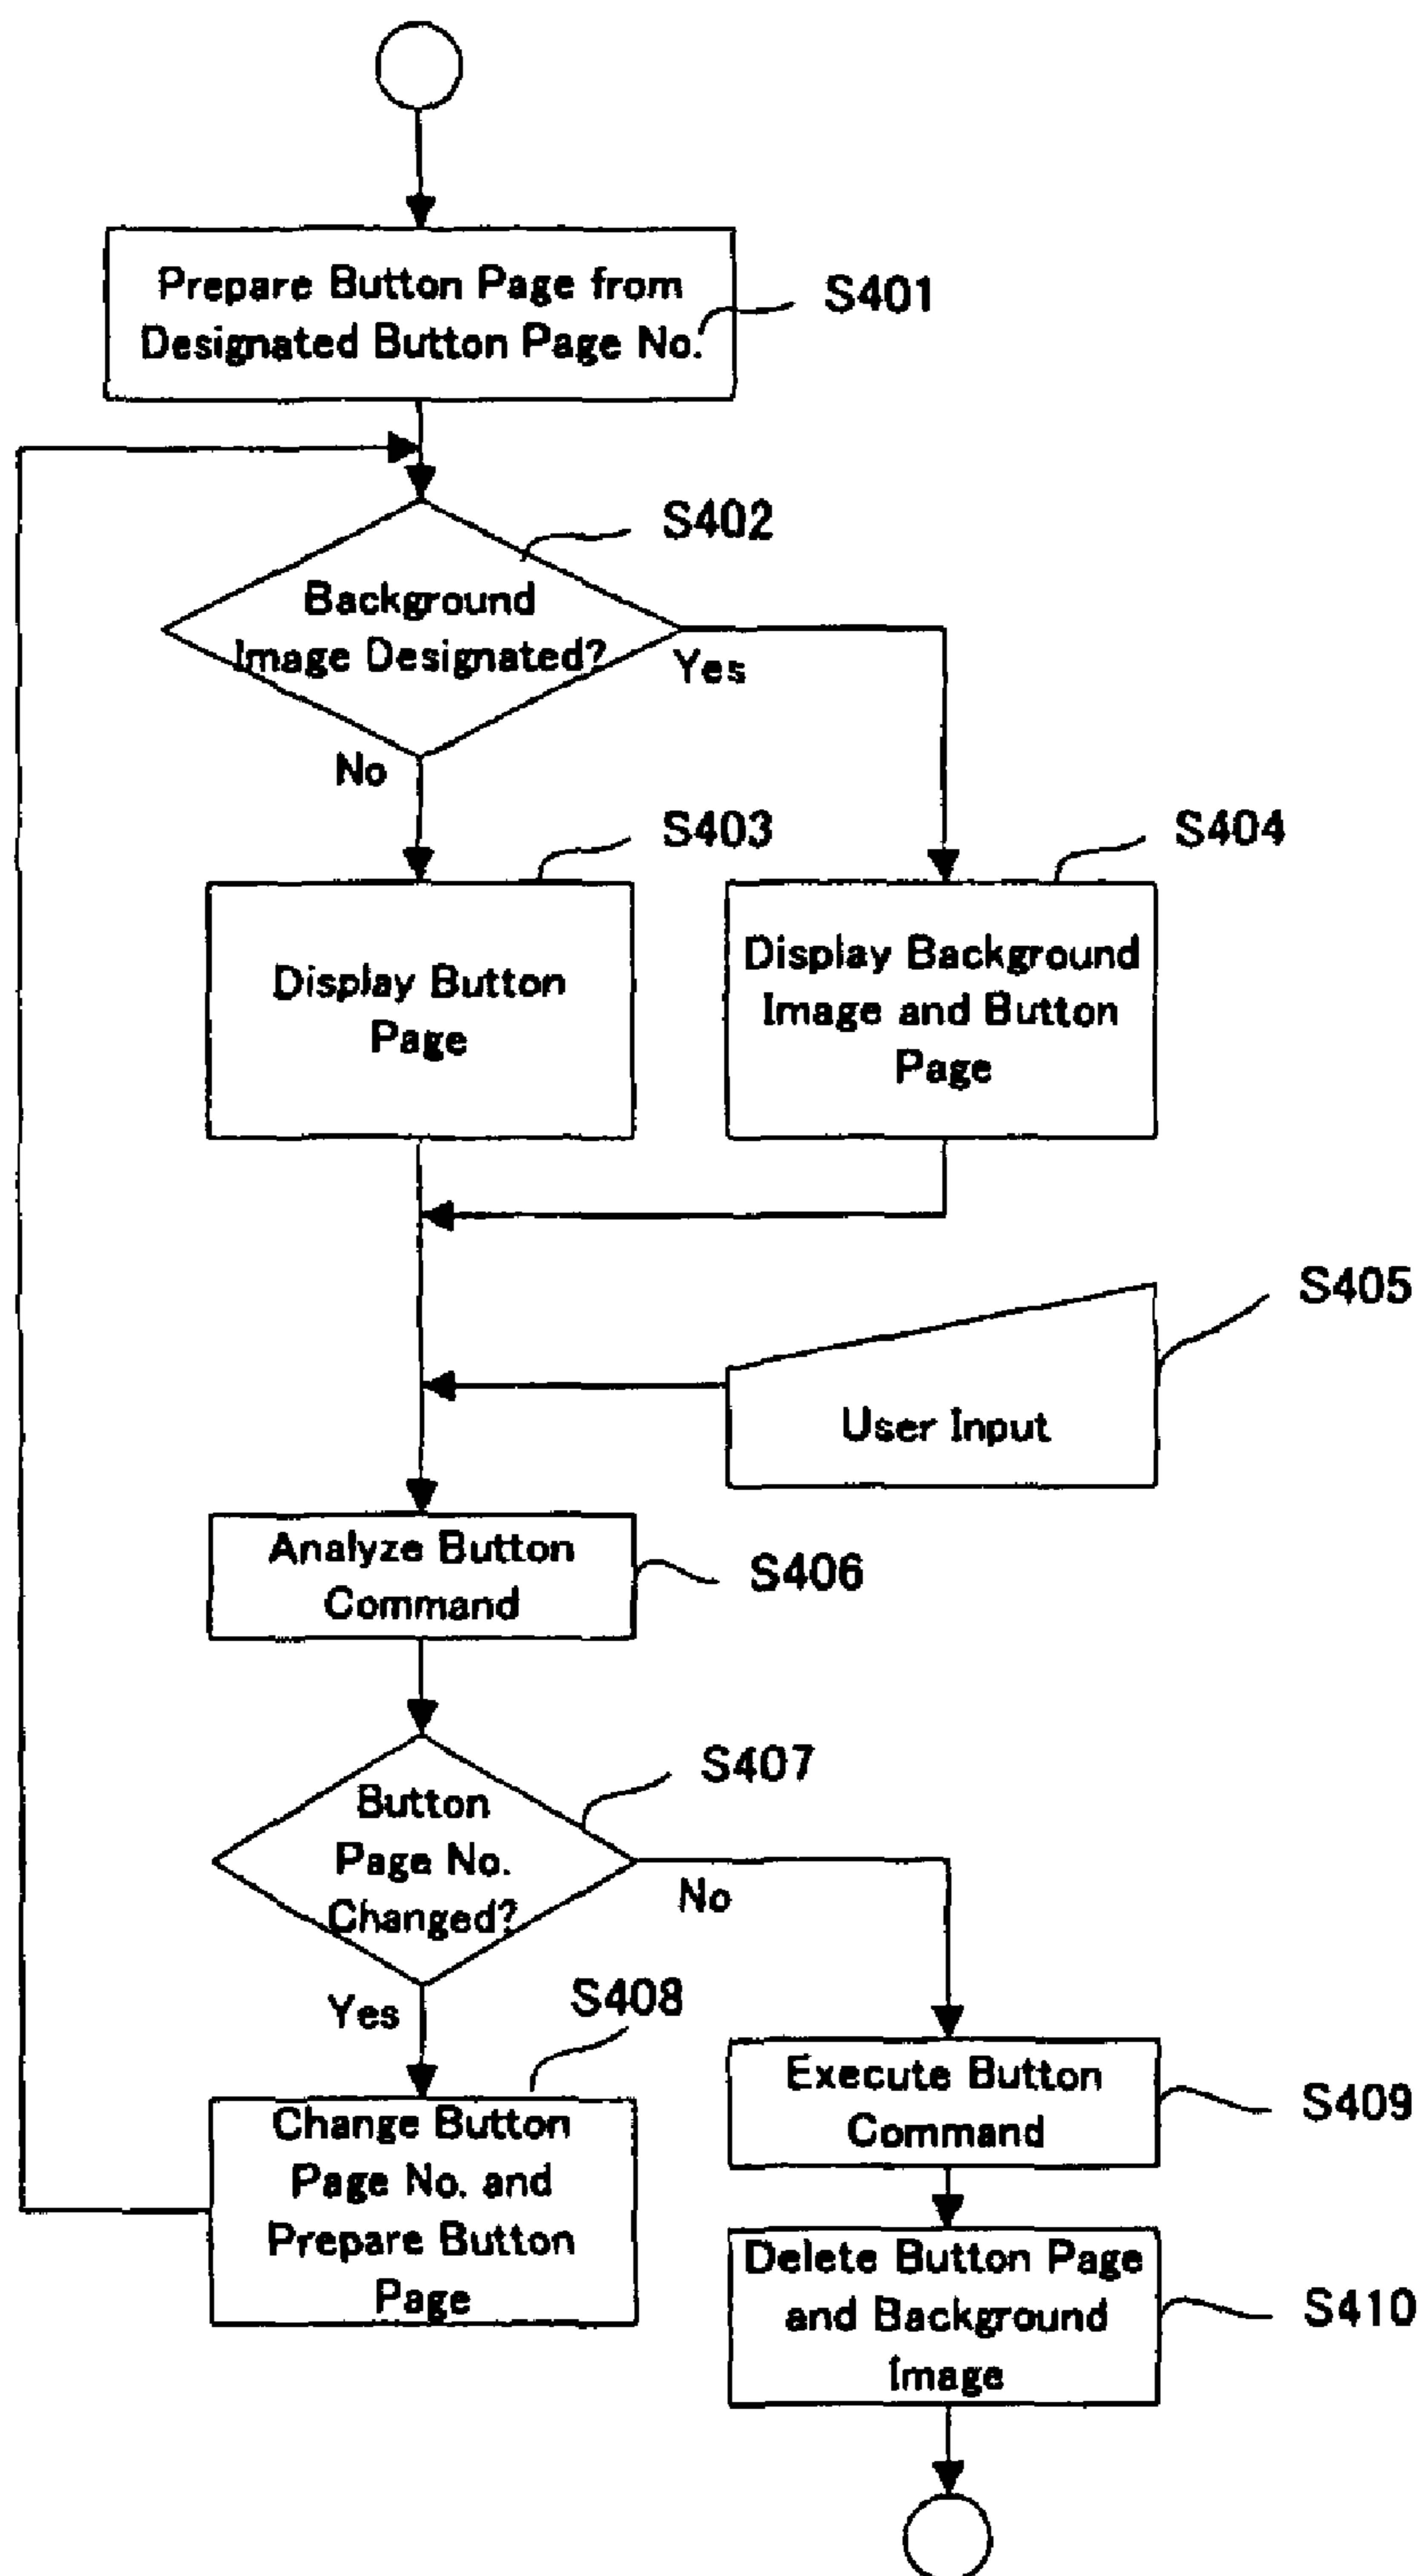 Prepare Button Page from
Designated Button Page No.
S401
S402
Background
Image Designated?
Yes
No
S403
S404
Display Button
Page
Display Background
Image and Button
Page
S405
User Input
Analyze Button
Command
S406
S407
Button
Page No.
Changed?
No
Yes
S408
Change Button
Page No. and
Prepare Button
Page
Execute Button
Command
S409
Delete Button Page
and Background
Image
S410